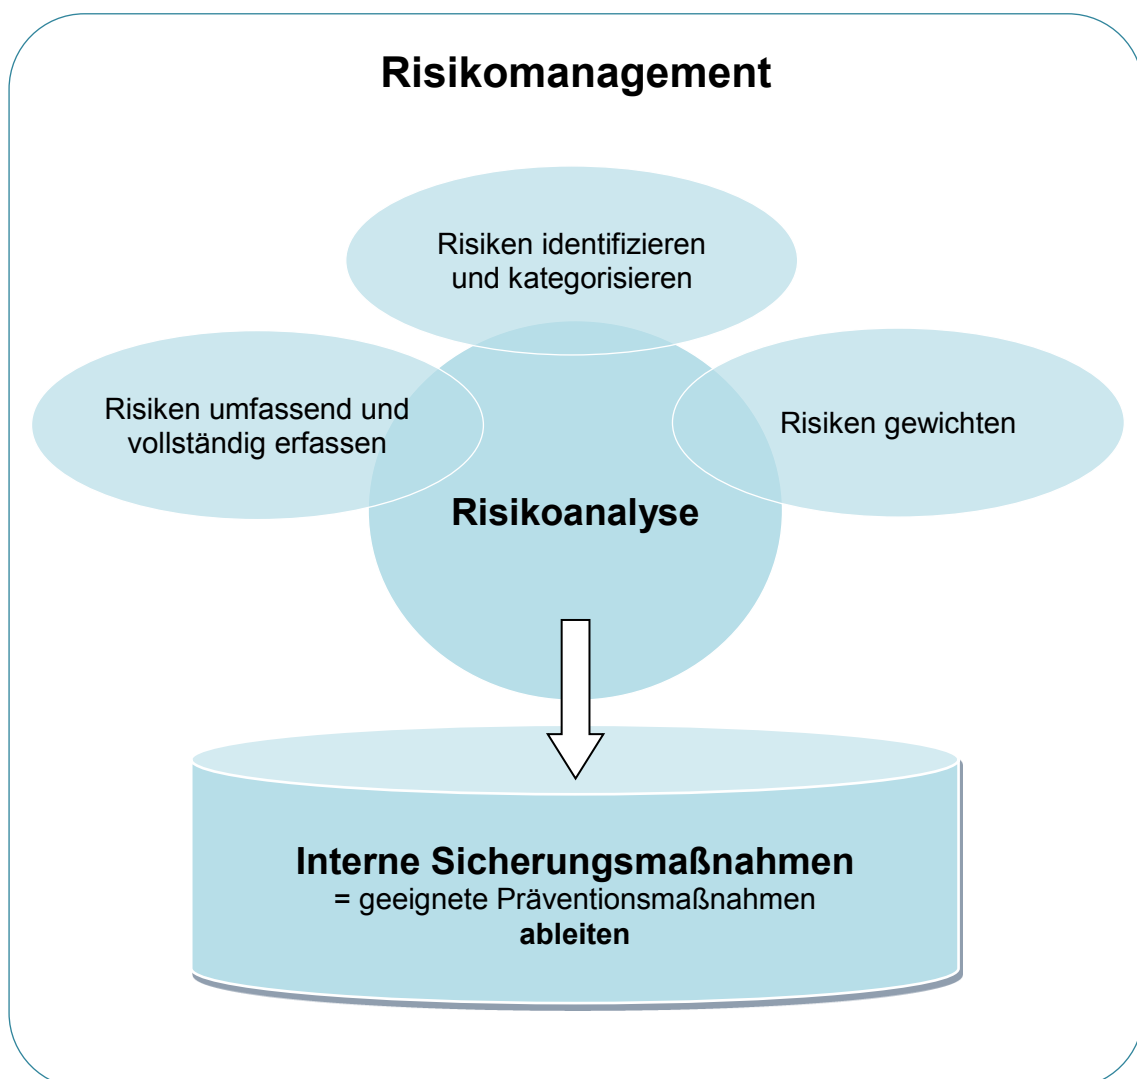 Risikomanagement
Risiken identifizieren
und kategorisieren
Risiken umfassend und
vollständig erfassen
Risiken gewichten
Risikoanalyse
Interne Sicherungsmaßnahmen
= geeignete Präventionsmaßnahmen
ableiten